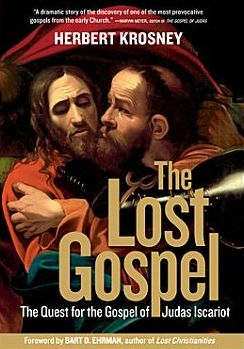 "A dramatic story of the discovery of one of the most provocative
gospels from the early Church." —MARVIN MEYER, EDITOR OF THE GOSPEL OF JUDAS
HERBERT KROSNEY
The
Lost
Gospel
The Quest for the Gospel of Judas Iscariot
Foreword by BART D. EHRMAN, author of Lost Christianities